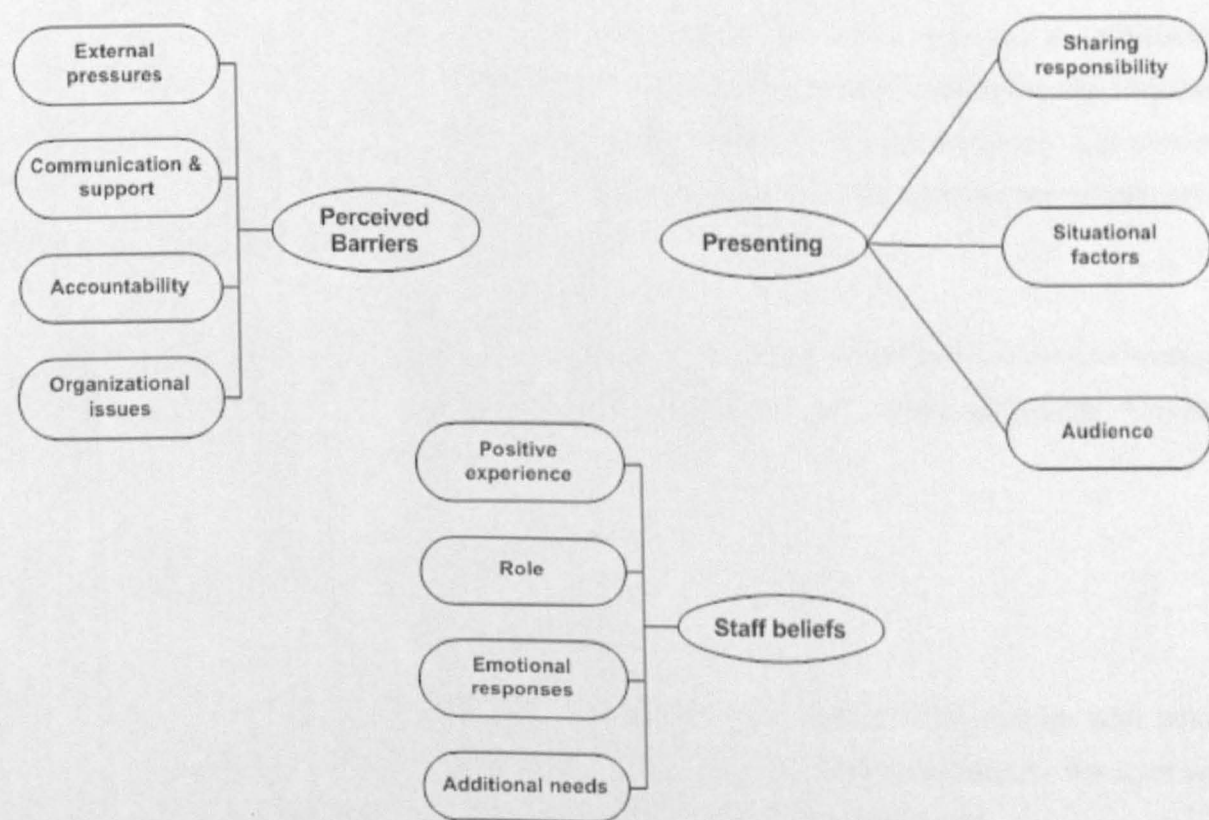 External
pressures
Communication &
support
Accountability
Organizational
issues
Perceived
Barriers
Presenting
Sharing
responsibility
Situational
factors
Audience
Positive
experience
Role
Emotional
responses
Additional needs
Staff beliefs